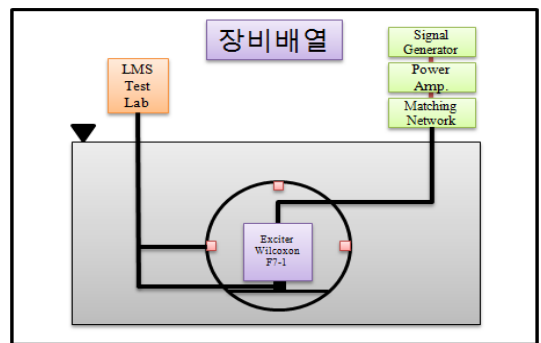 장비배열
LMS
Test
Lab
Signal
Generator
Power
Amp.
Matching
Network
Exciter
Wilcoxon
F7-1